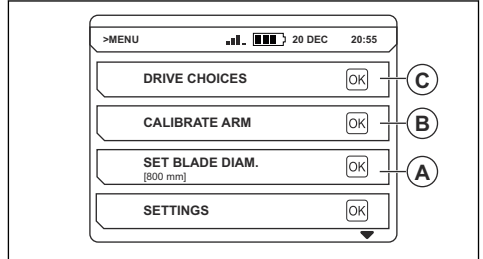 >MENU 20 DEC 20:55
DRIVE CHOICES OK C
CALIBRATE ARM OK B
SET BLADE DIAM. OK A
[800 mm]
SETTINGS OK